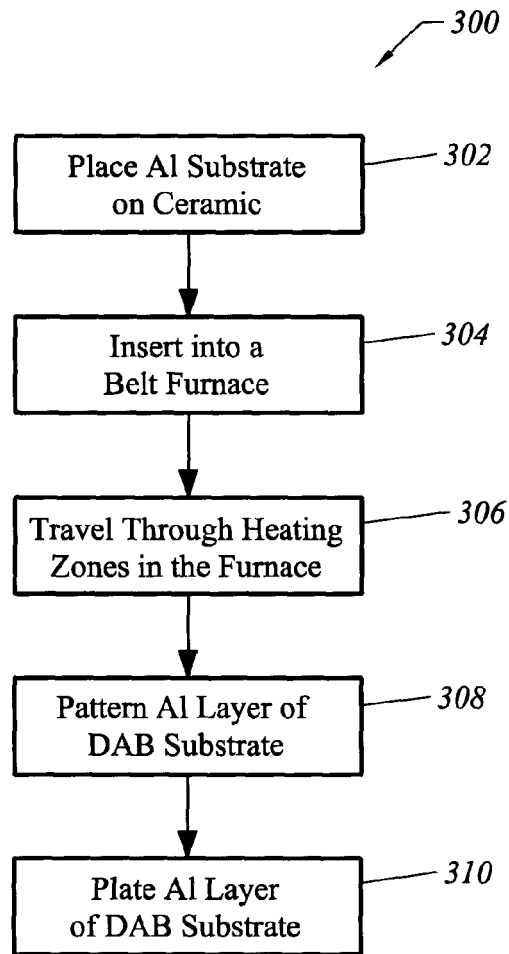 300
Place Al Substrate
on Ceramic
302
Insert into a
Belt Furnace
304
Travel Through Heating
Zones in the Furnace
306
Pattern Al Layer of
DAB Substrate
308
Plate Al Layer
of DAB Substrate
310